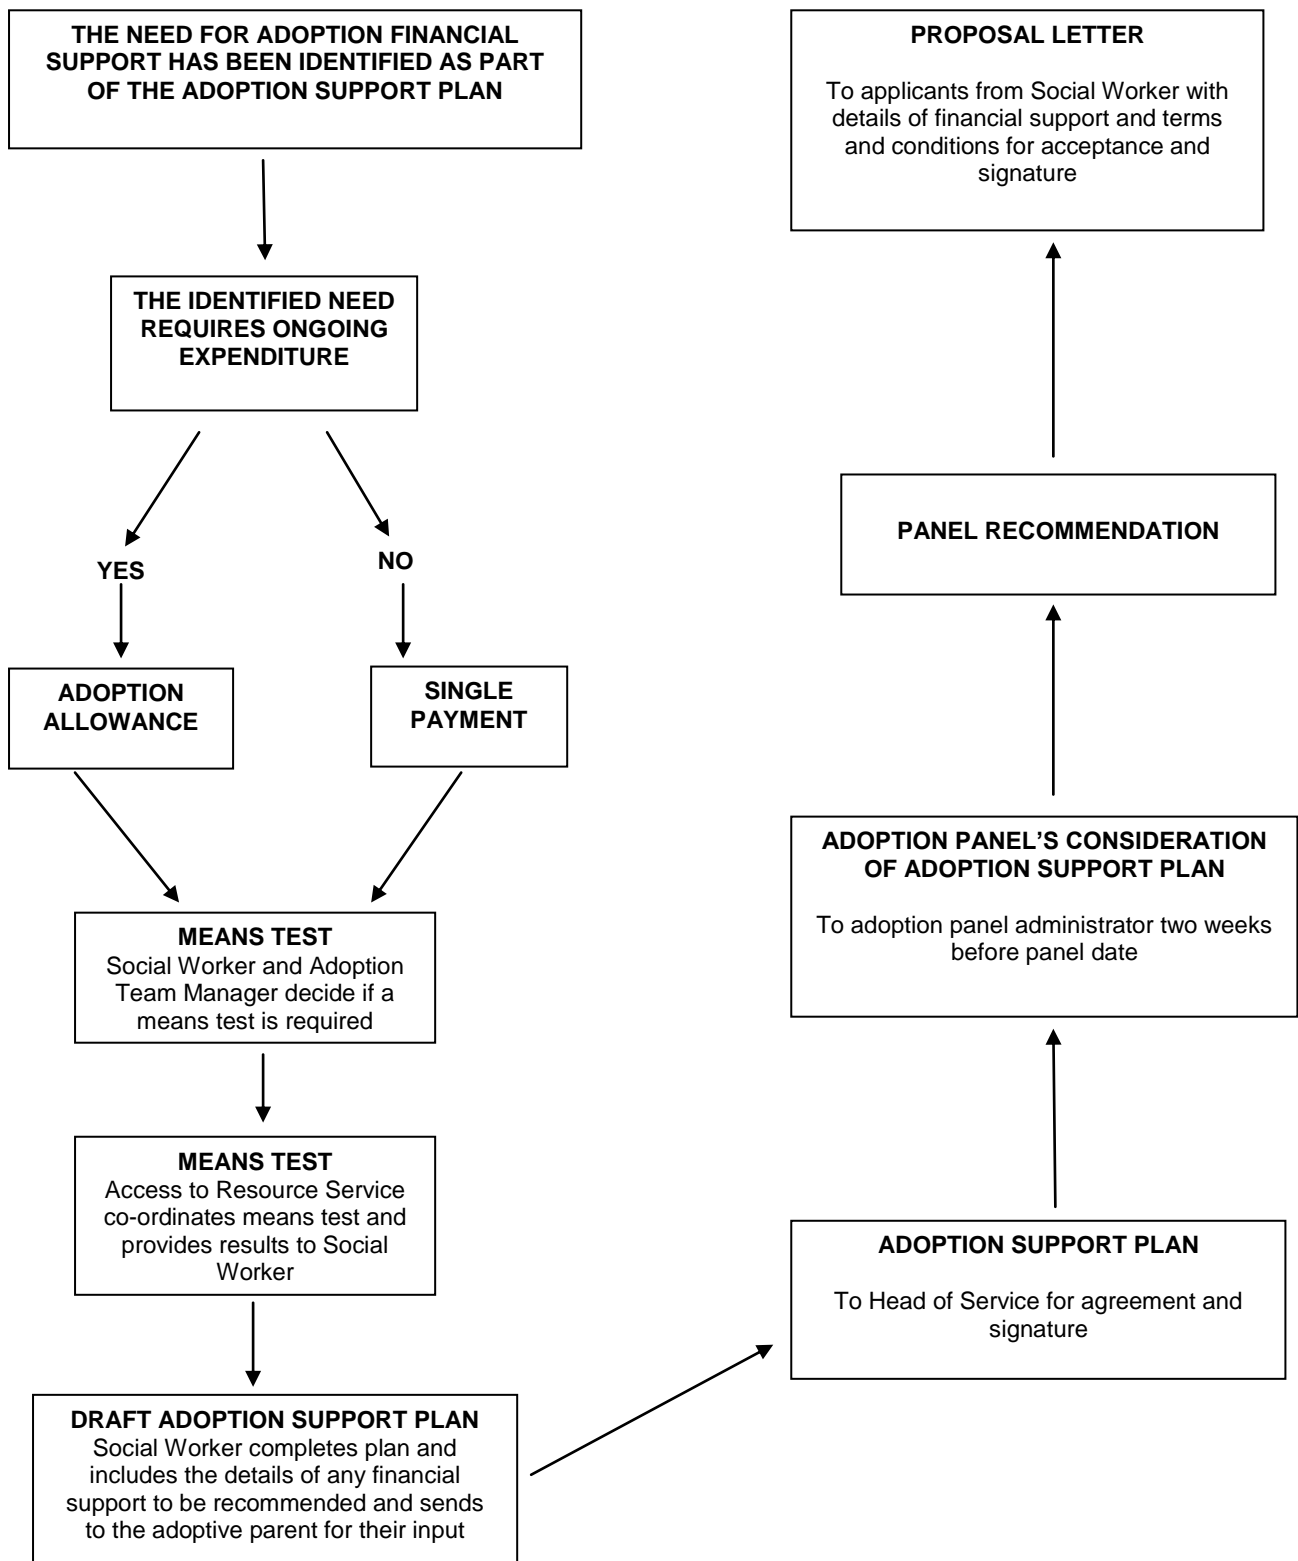 THE NEED FOR ADOPTION FINANCIAL
SUPPORT HAS BEEN IDENTIFIED AS PART
OF THE ADOPTION SUPPORT PLAN
THE IDENTIFIED NEED
REQUIRES ONGOING
EXPENDITURE
YES
NO
ADOPTION
ALLOWANCE
SINGLE
PAYMENT
MEANS TEST
Social Worker and Adoption
Team Manager decide if a
means test is required
MEANS TEST
Access to Resource Service
co-ordinates means test and
provides results to Social
Worker
DRAFT ADOPTION SUPPORT PLAN
Social Worker completes plan and
includes the details of any financial
support to be recommended and sends
to the adoptive parent for their input
ADOPTION SUPPORT PLAN
To Head of Service for agreement and
signature
ADOPTION PANEL’S CONSIDERATION
OF ADOPTION SUPPORT PLAN
To adoption panel administrator two weeks
before panel date
PANEL RECOMMENDATION
PROPOSAL LETTER
To applicants from Social Worker with
details of financial support and terms
and conditions for acceptance and
signature